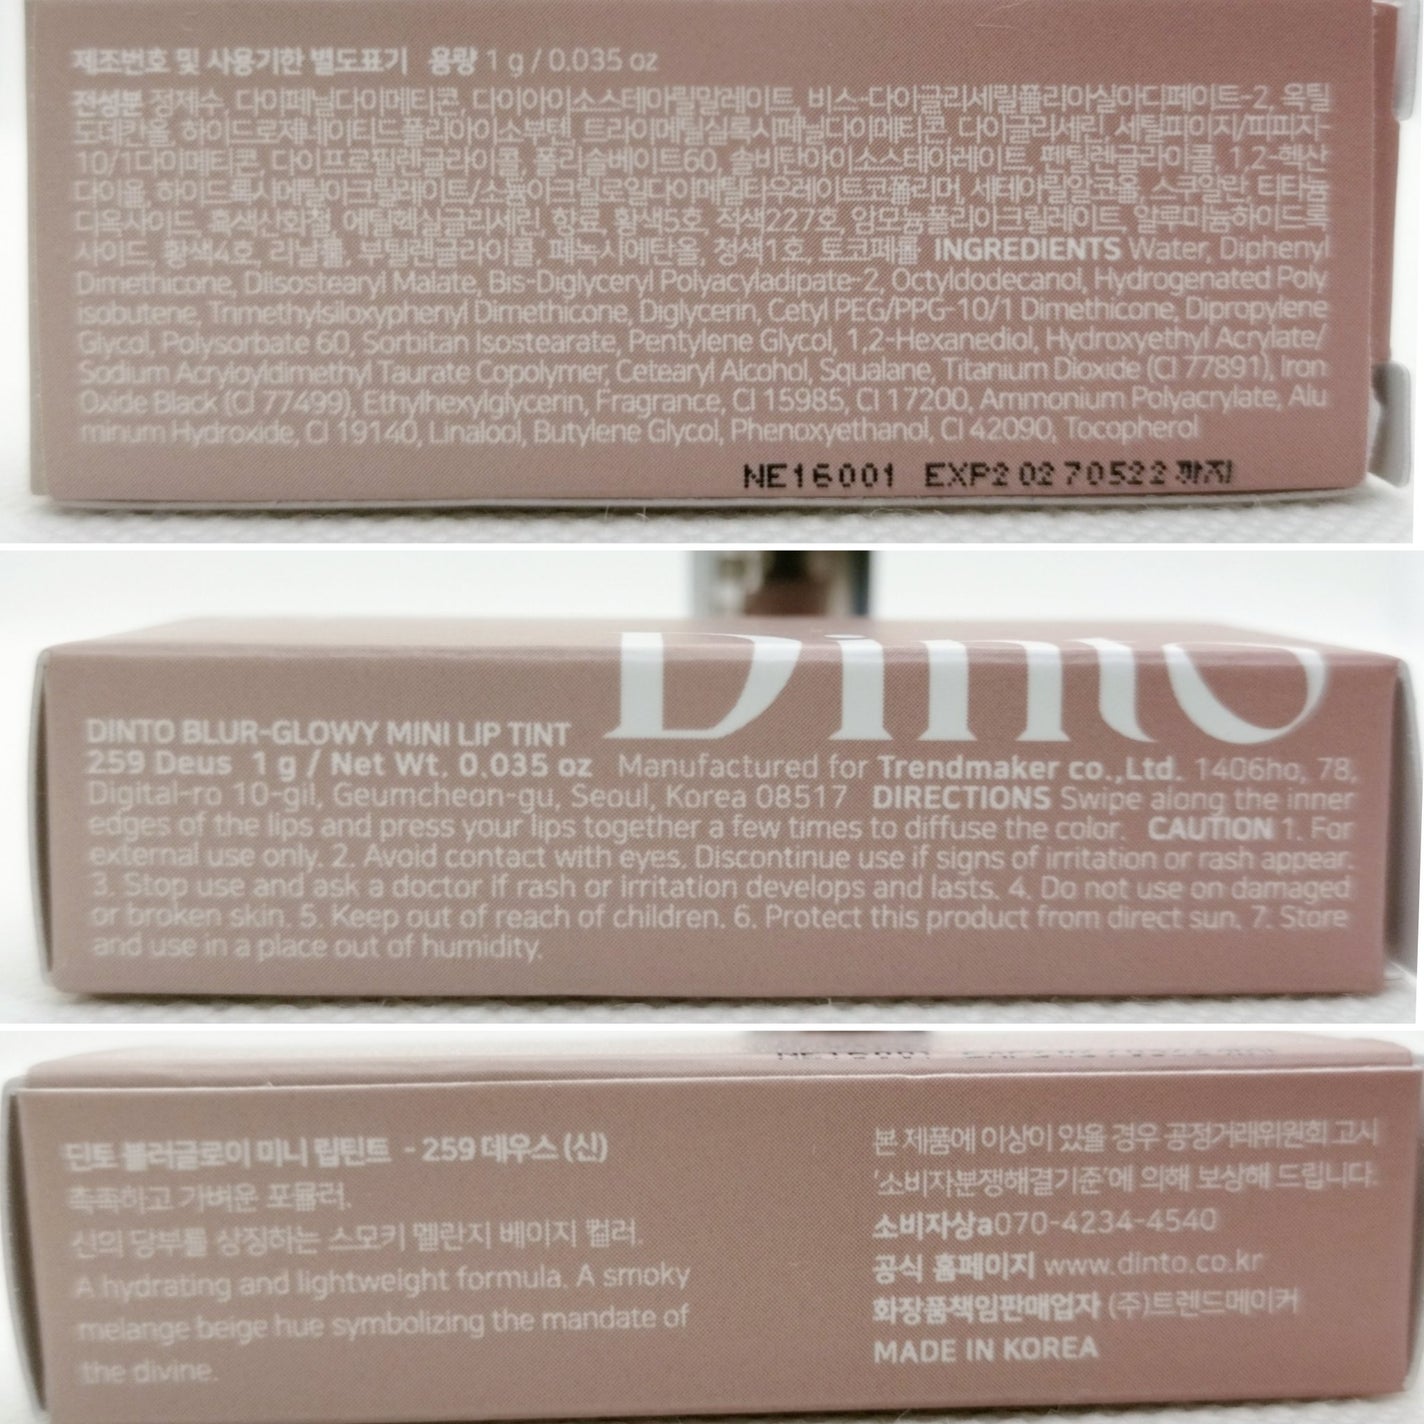 제조번호 및 사용기한 별도표기 용량 1 g / 0.035 oz
전성분 정제수, 다이페닐다이메티콘, 다이아이소스테아릴말레이트, 비스-다이글리세릴폴리아실아디페이트-2, 옥틸
도데칸올, 하이드로제네이티드폴리아이소부텐, 트라이메틸실록시페닐다이메티콘, 다이글리세린, 세틸피이지/피피지-
10/1다이메티콘, 다이프로필렌글라이콜, 폴리솔베이트60, 솔비탄아이소스테아레이트, 펜틸렌글라이콜, 1,2-헥산
다이올, 하이드록시에틸아크릴레이트/소듐아크릴로일다이메틸타우레이트코폴리머, 세테아릴알코올, 스쿠알란, 티타늄
디옥사이드, 흑색산화철, 에틸헥실글리세린, 향료, 황색5호, 적색227호, 암모늄폴리아크릴레이트, 알루미늄하이드록
사이드, 황색4호, 리날룰, 부틸렌글라이콜, 페녹시에탄올, 청색1호, 토코페롤 INGREDIENTS Water, Diphenyl
Dimethicone, Diisostearyl Malate, Bis-Diglyceryl Polyacyladipate-2, Octyldodecanol, Hydrogenated Poly
isobutene, Trimethylsiloxyphenyl Dimethicone, Diglycerin, Cetyl PEG/PPG-10/1 Dimethicone, Dipropylene
Glycol, Polysorbate 60, Sorbitan Isostearate, Pentylene Glycol, 1,2-Hexanediol, Hydroxyethyl Acrylate/
Sodium Acryloyldimethyl Taurate Copolymer, Cetearyl Alcohol, Squalane, Titanium Dioxide (CI 77891), Iron
Oxide Black (CI 77499), Ethylhexylglycerin, Fragrance, CI 15985, CI 17200, Ammonium Polyacrylate, Alu
minum Hydroxide, CI 19140, Linalool, Butylene Glycol, Phenoxyethanol, CI 42090, Tocopherol
NE16001 EXP20270522 까지
Dinto
DINTO BLUR-GLOWY MINI LIP TINT
259 Deus 1 g / Net Wt. 0.035 oz Manufactured for Trendmaker co.,Ltd. 1406ho, 78,
Digital-ro 10-gil, Geumcheon-gu, Seoul, Korea 08517 DIRECTIONS Swipe along the inner
edges of the lips and press your lips together a few times to diffuse the color. CAUTION 1. For
external use only. 2. Avoid contact with eyes. Discontinue use if signs of irritation or rash appear.
3. Stop use and ask a doctor if rash or irritation develops and lasts. 4. Do not use on damaged
or broken skin. 5. Keep out of reach of children. 6. Protect this product from direct sun. 7. Store
and use in a place out of humidity.
NE16001 EXP20270522 까지
딘토 블러글로이 미니 립틴트 - 259 데우스 (신)
촉촉하고 가벼운 포뮬러.
신의 당부를 상징하는 스모키 멜란지 베이지 컬러.
A hydrating and lightweight formula. A smoky
melange beige hue symbolizing the mandate of
the divine.
본 제품에 이상이 있을 경우 공정거래위원회 고시
'소비자분쟁해결기준'에 의해 보상해 드립니다.
소비자상a070-4234-4540
공식 홈페이지 www.dinto.co.kr
화장품책임판매업자 (주)트렌드메이커
MADE IN KOREA